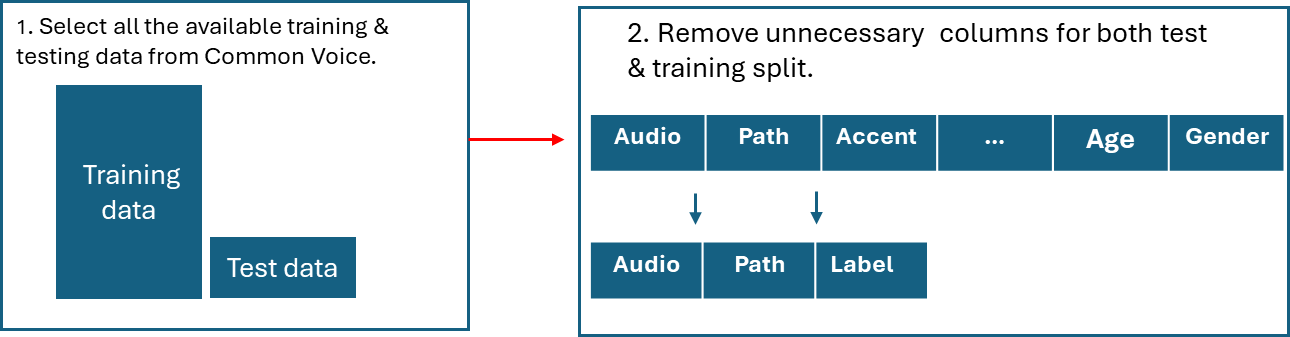 1. Select all the available training &
testing data from Common Voice.
Training
data
Test data
2. Remove unnecessary columns for both test
& training split.
Audio Path Accent ... Age Gender
Audio Path Label